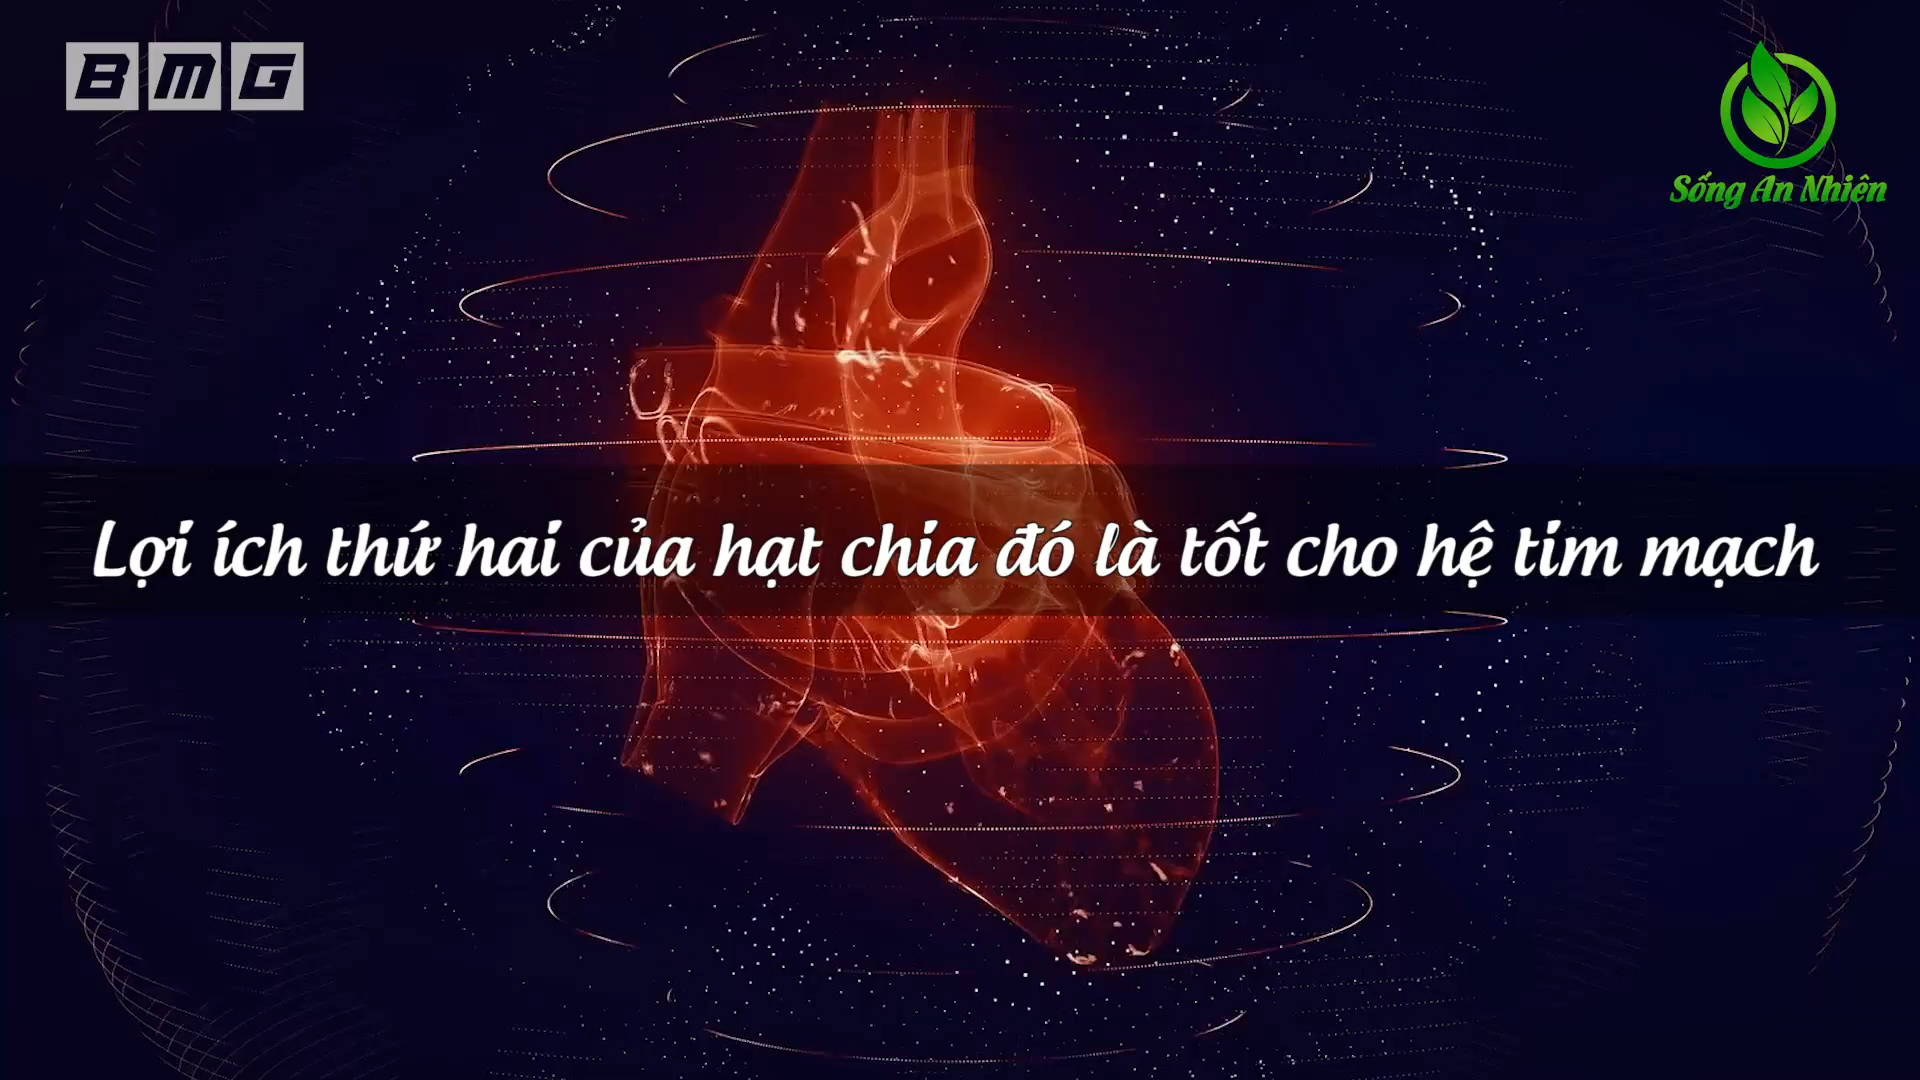 BMG
Sống An Nhiên
Lợi ích thứ hai của hạt chia đó là tốt cho hệ tim mạch